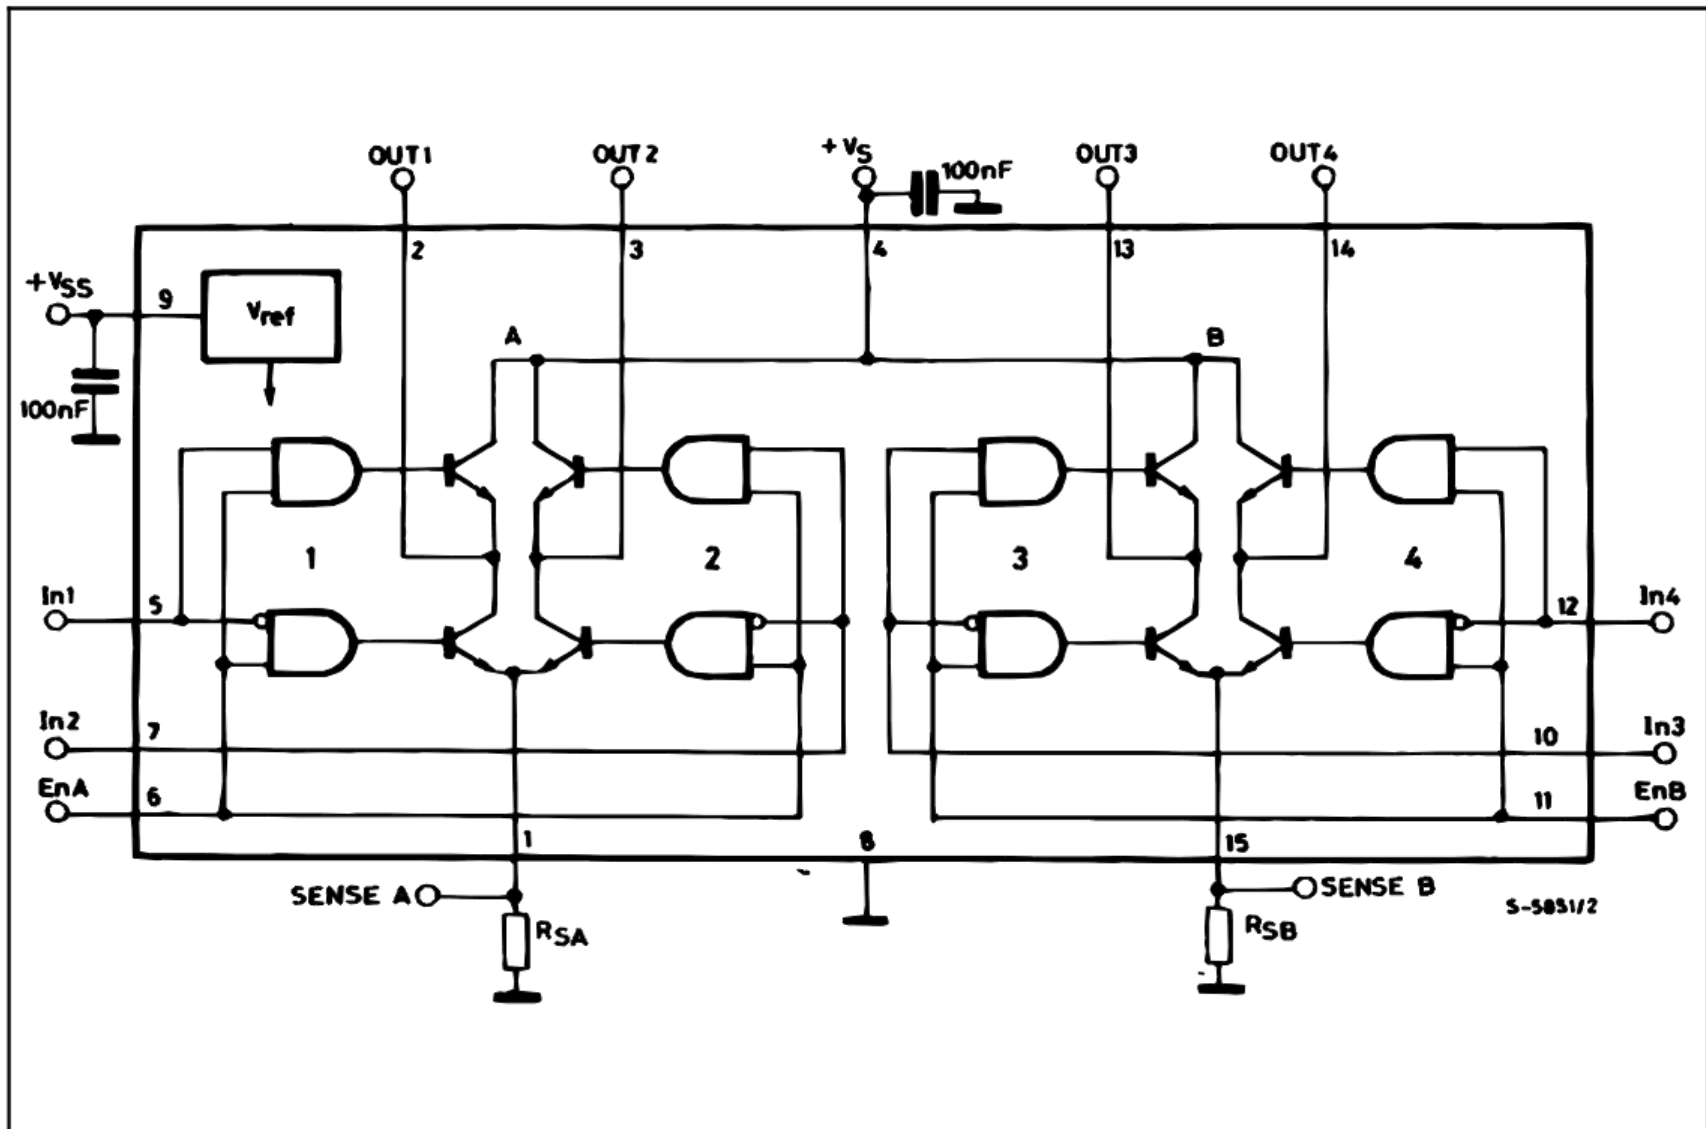 OUT1 OUT2 +VS 100nF OUT3 OUT4
2 3 4 13 14
+VSS 9 Vref
A B
100nF
1 2 3 4
In1 5 12 In4
In2 7 10 In3
EnA 6 11 EnB
1 8 15
SENSE A SENSE B
S-5851/2
RSA RSB